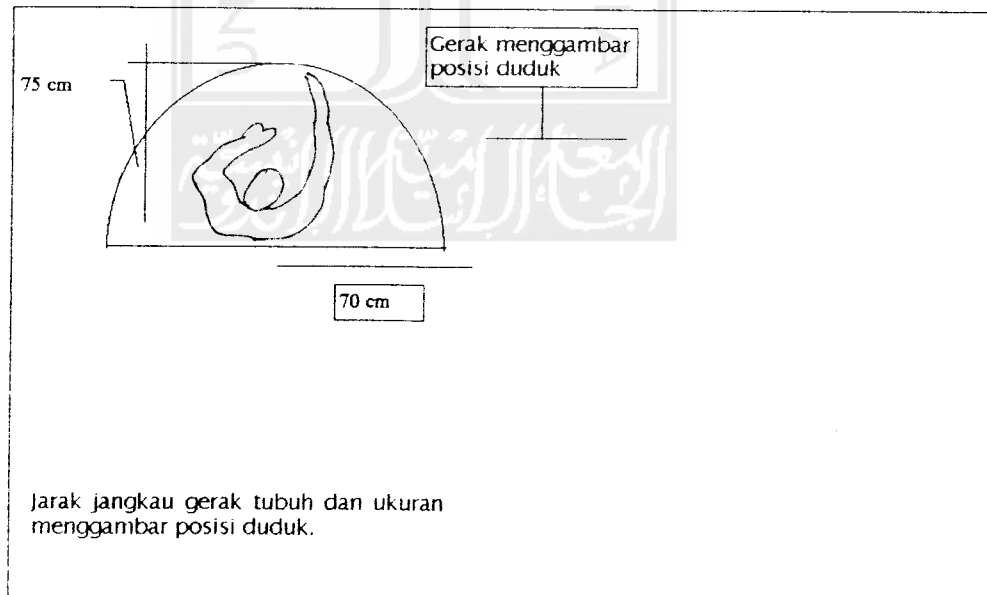 Gerak menggambar
posisi duduk
75 cm
70 cm
Jarak jangkau gerak tubuh dan ukuran
menggambar posisi duduk.